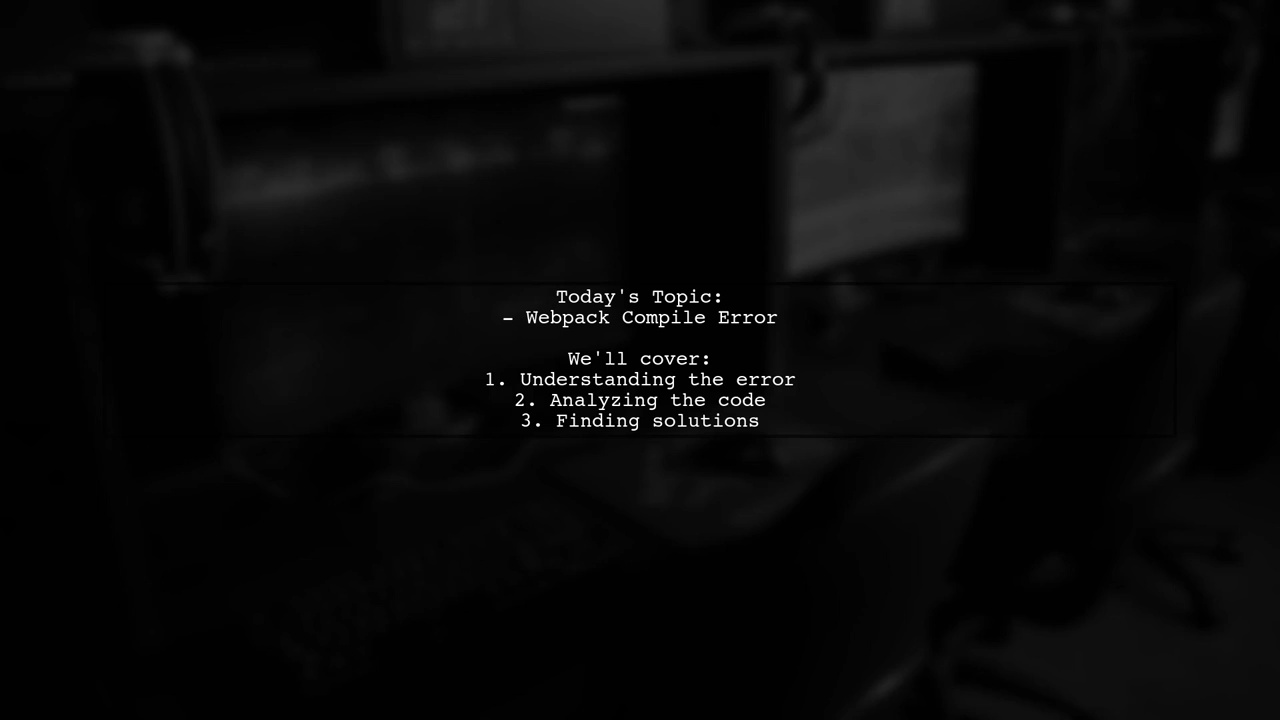 Today's Topic:
- Webpack Compile Error
We'll cover:
1. Understanding the error
2. Analyzing the code
3. Finding solutions